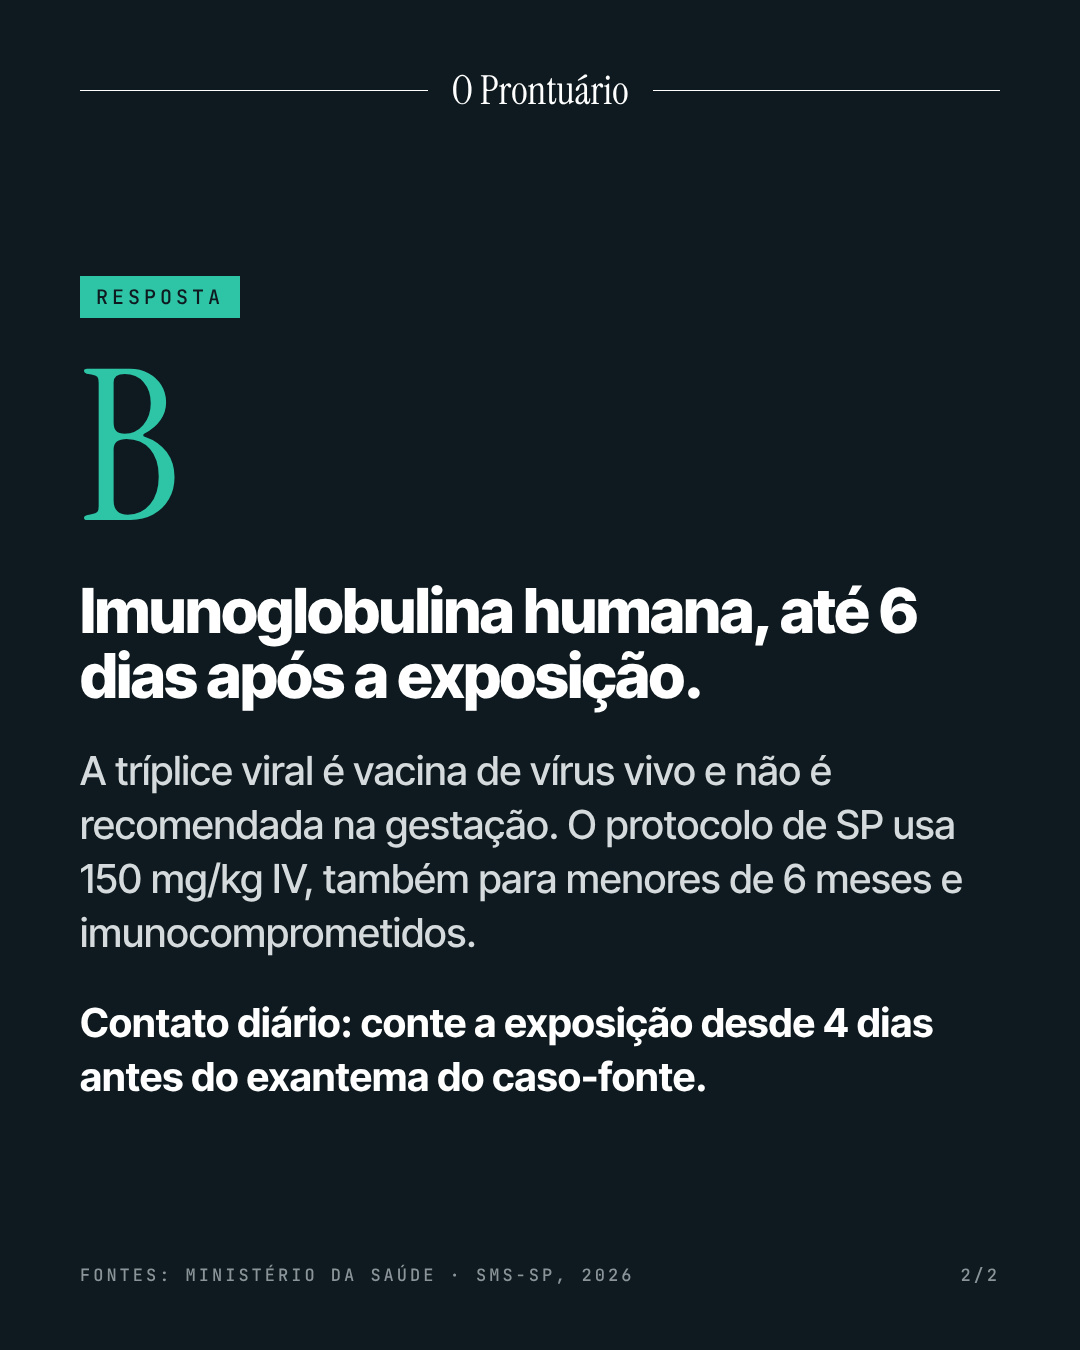 O Prontuário
RESPOSTA
B
Imunoglobulina humana, até 6
dias após a exposição.
A tríplice viral é vacina de vírus vivo e não é
recomendada na gestação. O protocolo de SP usa
150 mg/kg IV, também para menores de 6 meses e
imunocomprometidos.
Contato diário: conte a exposição desde 4 dias
antes do exantema do caso-fonte.
FONTES: MINISTÉRIO DA SAÚDE · SMS-SP, 2026
2/2